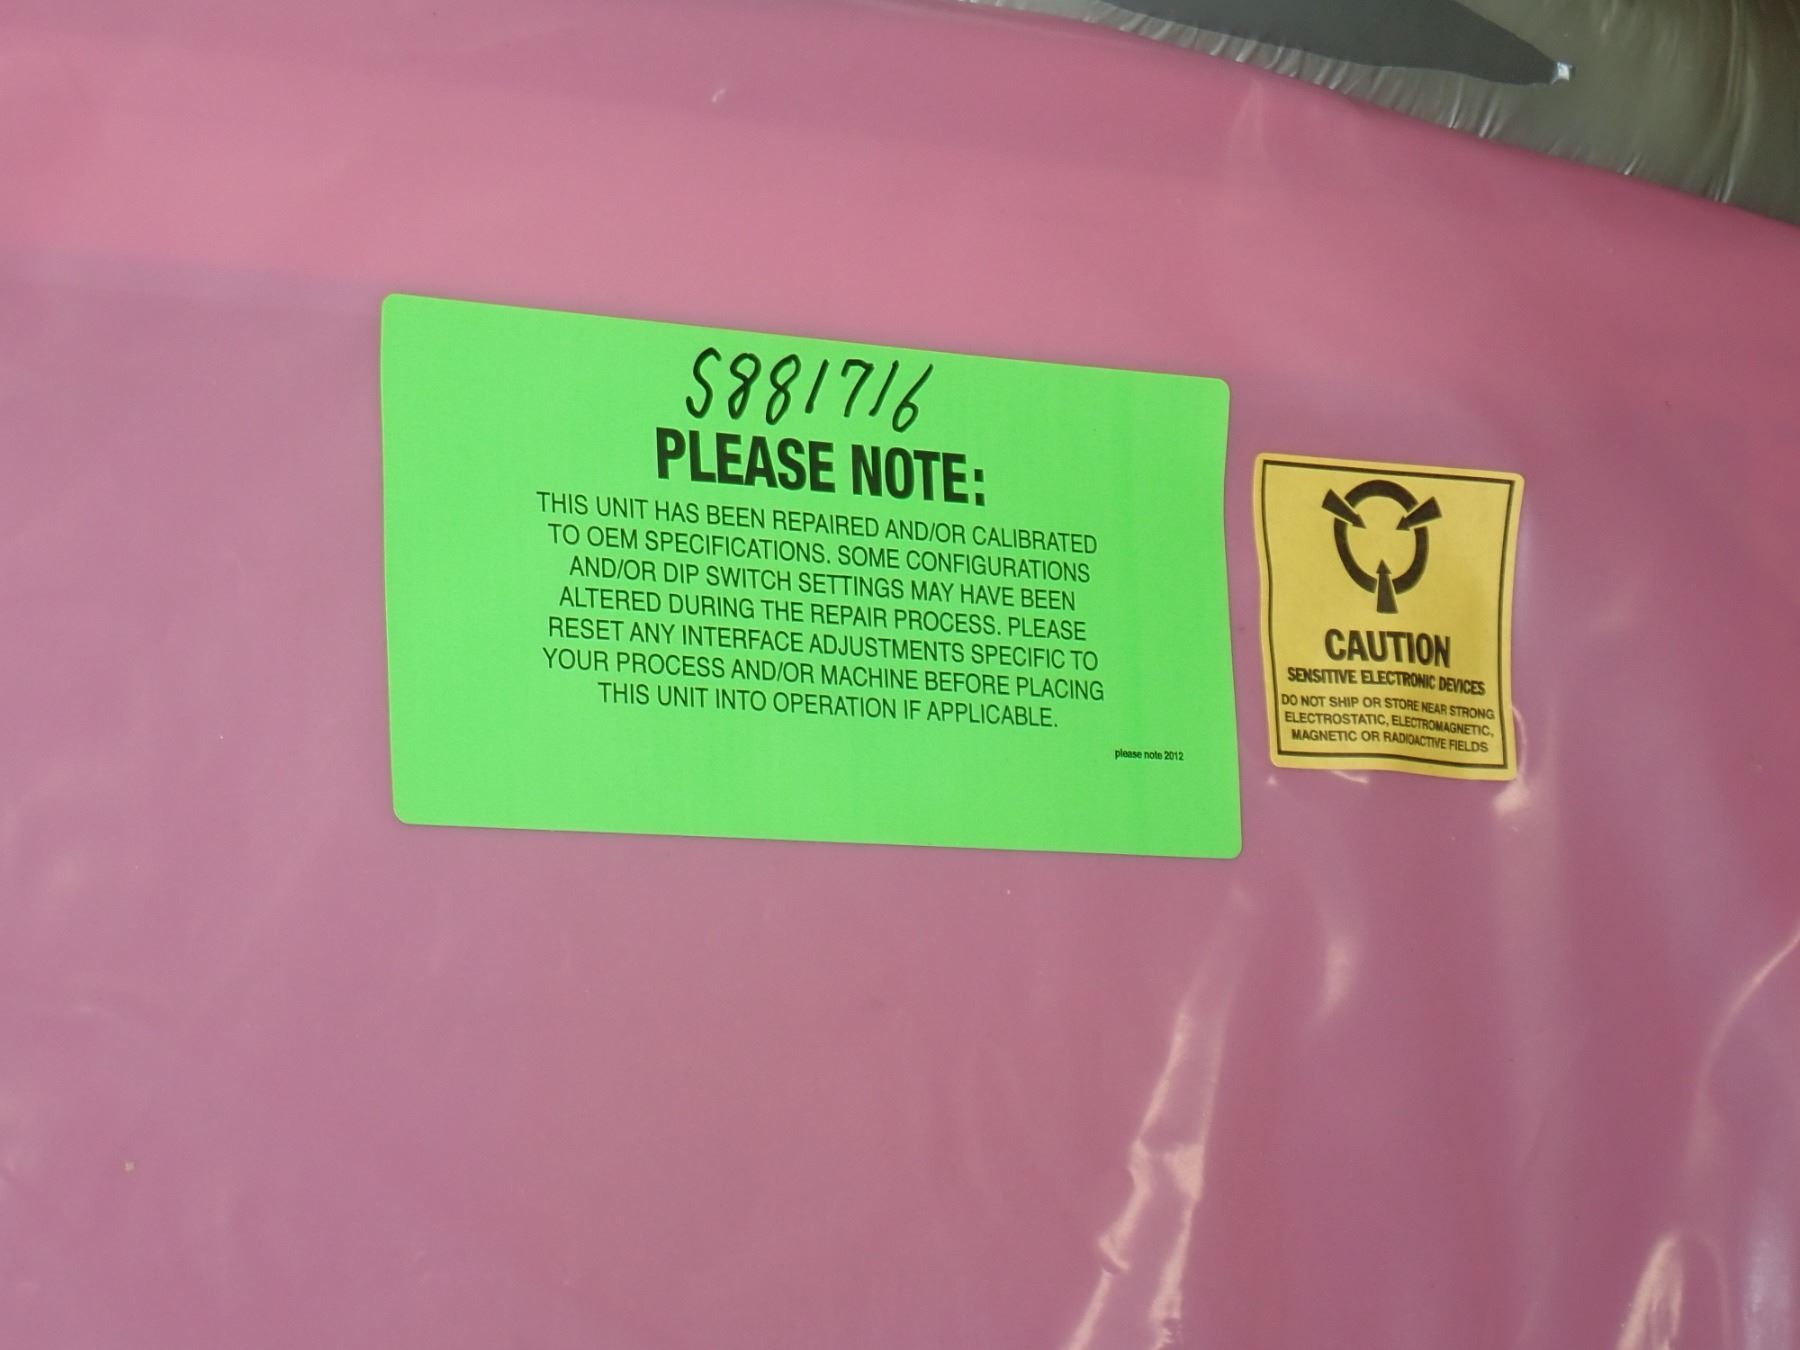 S881716
PLEASE NOTE:
THIS UNIT HAS BEEN REPAIRED AND/OR CALIBRATED
TO OEM SPECIFICATIONS. SOME CONFIGURATIONS
AND/OR DIP SWITCH SETTINGS MAY HAVE BEEN
ALTERED DURING THE REPAIR PROCESS. PLEASE
RESET ANY INTERFACE ADJUSTMENTS SPECIFIC TO
YOUR PROCESS AND/OR MACHINE BEFORE PLACING
THIS UNIT INTO OPERATION IF APPLICABLE.
please note 2012
CAUTION
SENSITIVE ELECTRONIC DEVICES
DO NOT SHIP OR STORE NEAR STRONG
ELECTROSTATIC, ELECTROMAGNETIC,
MAGNETIC OR RADIOACTIVE FIELDS